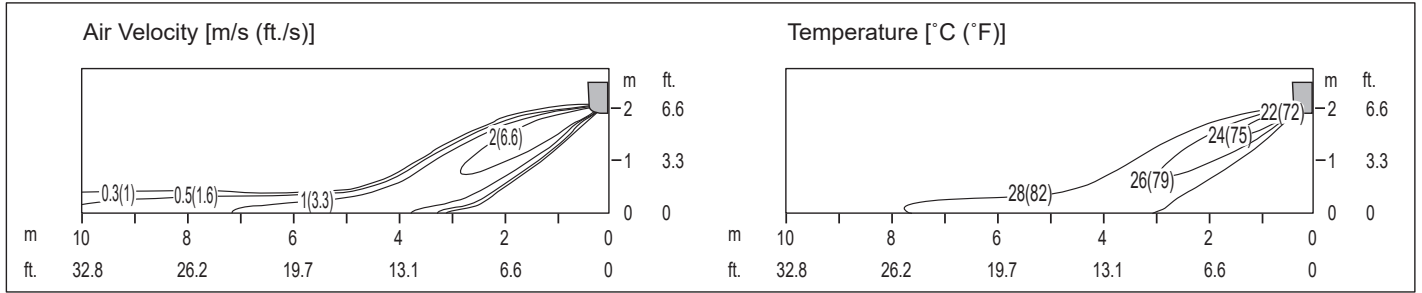 Air Velocity [m/s (ft./s)]
m ft.
2 6.6
2(6.6)
1 3.3
0.3(1) 0.5(1.6) 1(3.3)
0 0
m 10 8 6 4 2 0
ft. 32.8 26.2 19.7 13.1 6.6 0
Temperature [˚C (˚F)]
m ft.
22(72) 2 6.6
24(75)
1 3.3
26(79)
28(82)
0 0
m 10 8 6 4 2 0
ft. 32.8 26.2 19.7 13.1 6.6 0